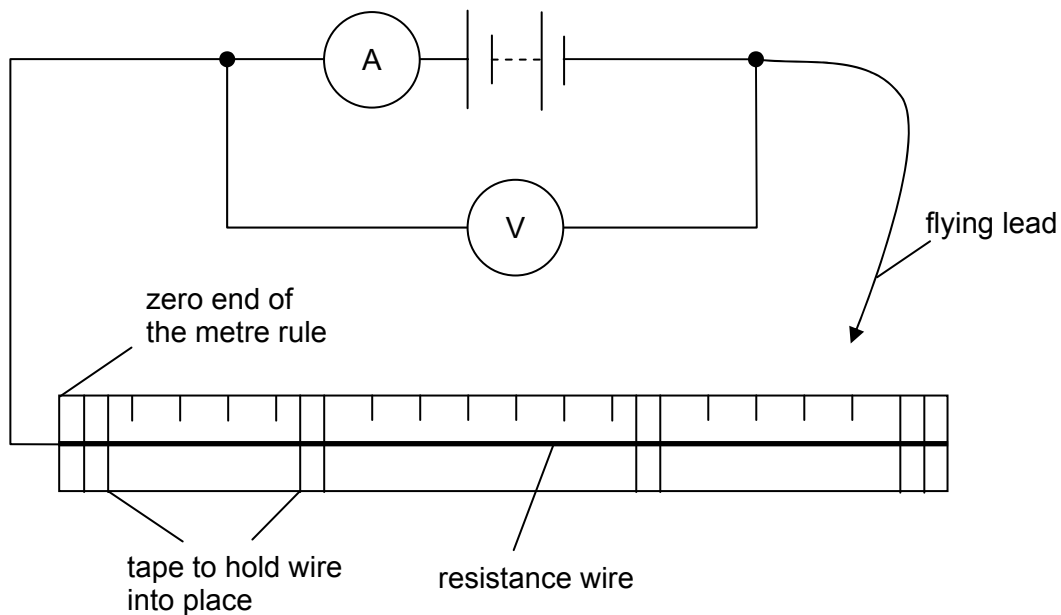 A
V
flying lead
zero end of
the metre rule
tape to hold wire
into place
resistance wire